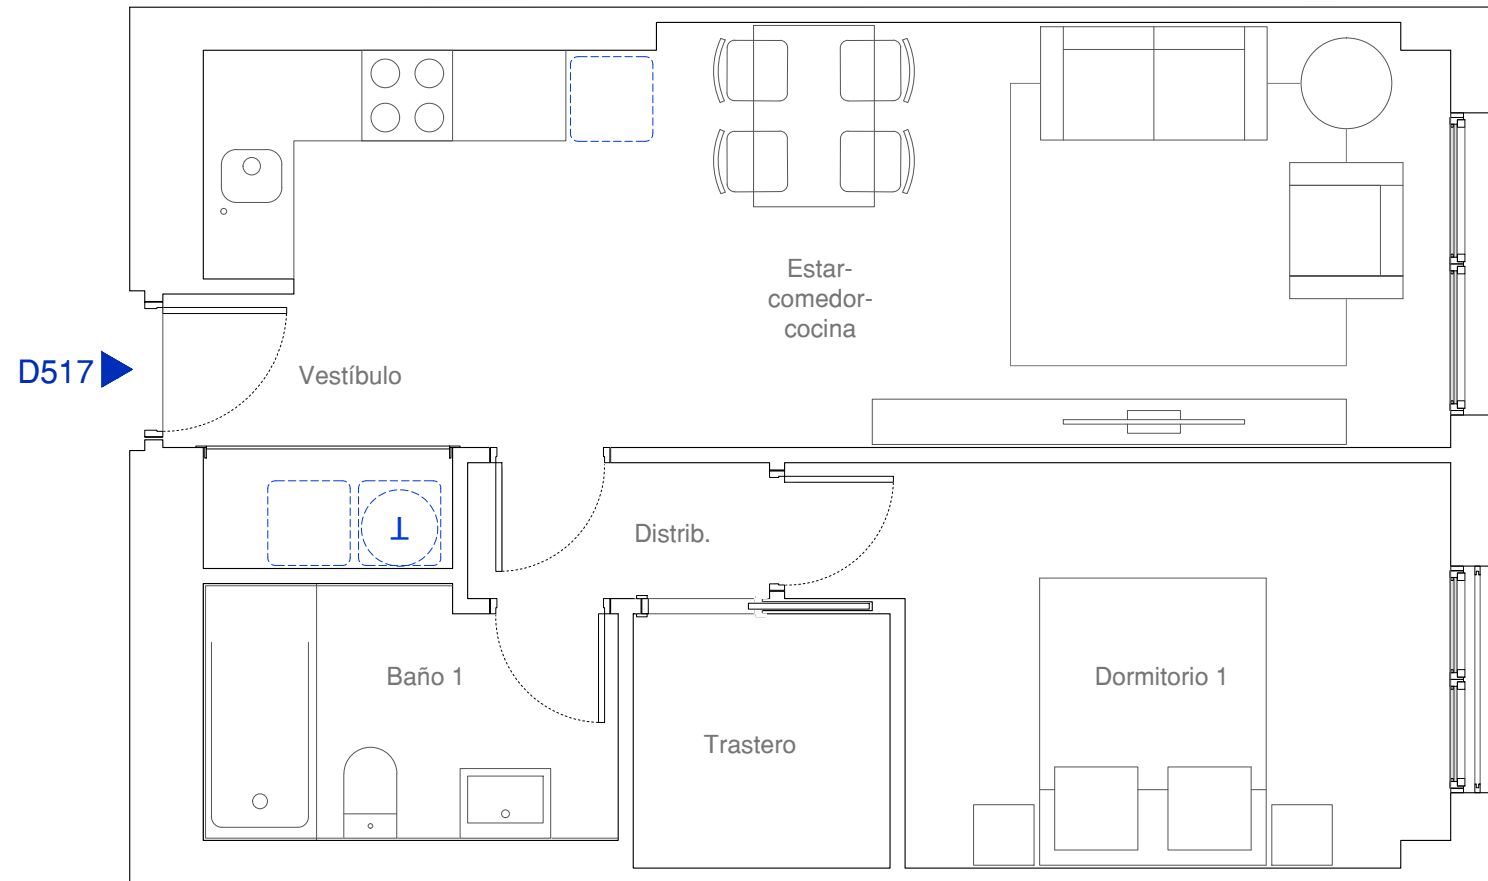 Estar-
comedor-
cocina
D517
Vestíbulo
T
Distrib.
Baño 1
Dormitorio 1
Trastero